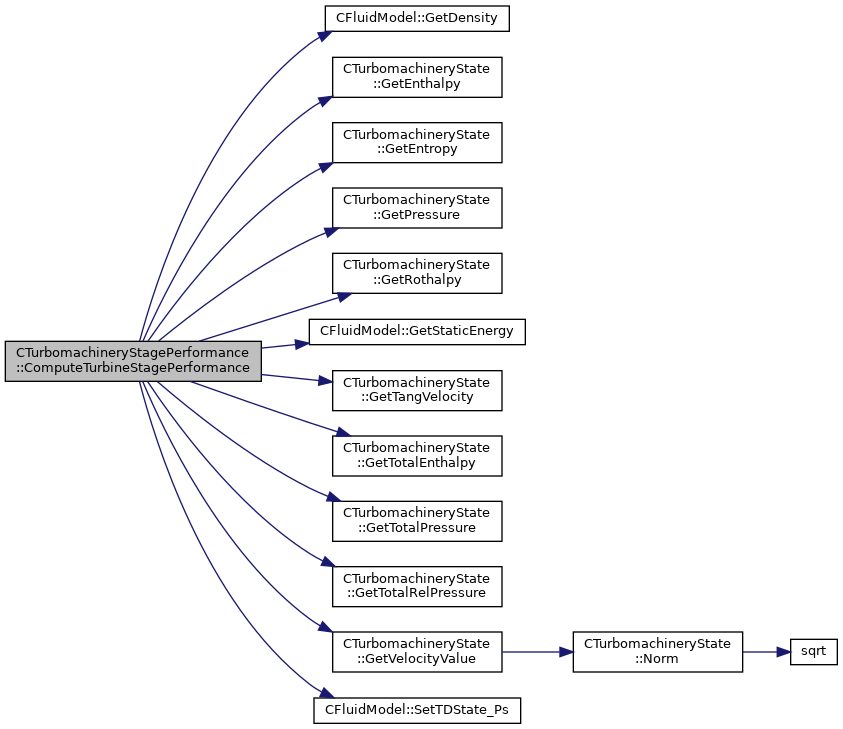 CFluidModel::GetDensity
CTurbomachineryState
::GetEnthalpy
CTurbomachineryState
::GetEntropy
CTurbomachineryState
::GetPressure
CTurbomachineryState
::GetRothalpy
CFluidModel::GetStaticEnergy
CTurbomachineryStagePerformance
::ComputeTurbineStagePerformance
CTurbomachineryState
::GetTangVelocity
CTurbomachineryState
::GetTotalEnthalpy
CTurbomachineryState
::GetTotalPressure
CTurbomachineryState
::GetTotalRelPressure
CTurbomachineryState
::GetVelocityValue
CTurbomachineryState
::Norm
sqrt
CFluidModel::SetTDState_Ps